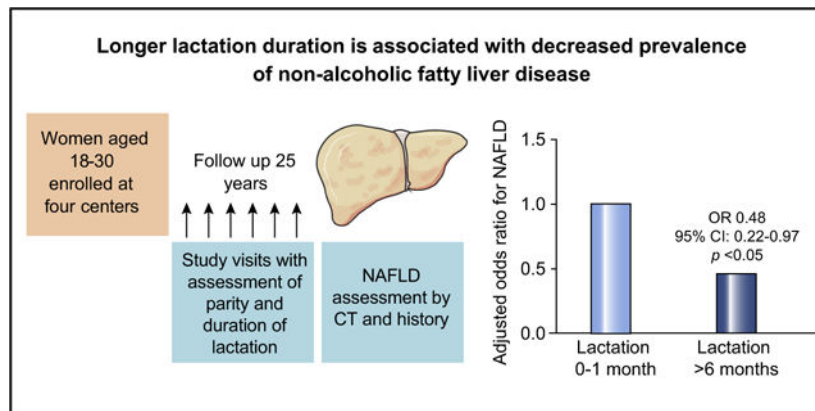 Longer lactation duration is associated with decreased prevalence
of non-alcoholic fatty liver disease
Women aged
18-30
enrolled at
four centers
Follow up 25
years
Study visits with
assessment of
parity and
duration of
lactation
NAFLD
assessment by
CT and history
Adjusted odds ratio for NAFLD
1.5
1.0
0.5
0.0
OR 0.48
95% CI: 0.22-0.97
p <0.05
Lactation
0-1 month
Lactation
>6 months